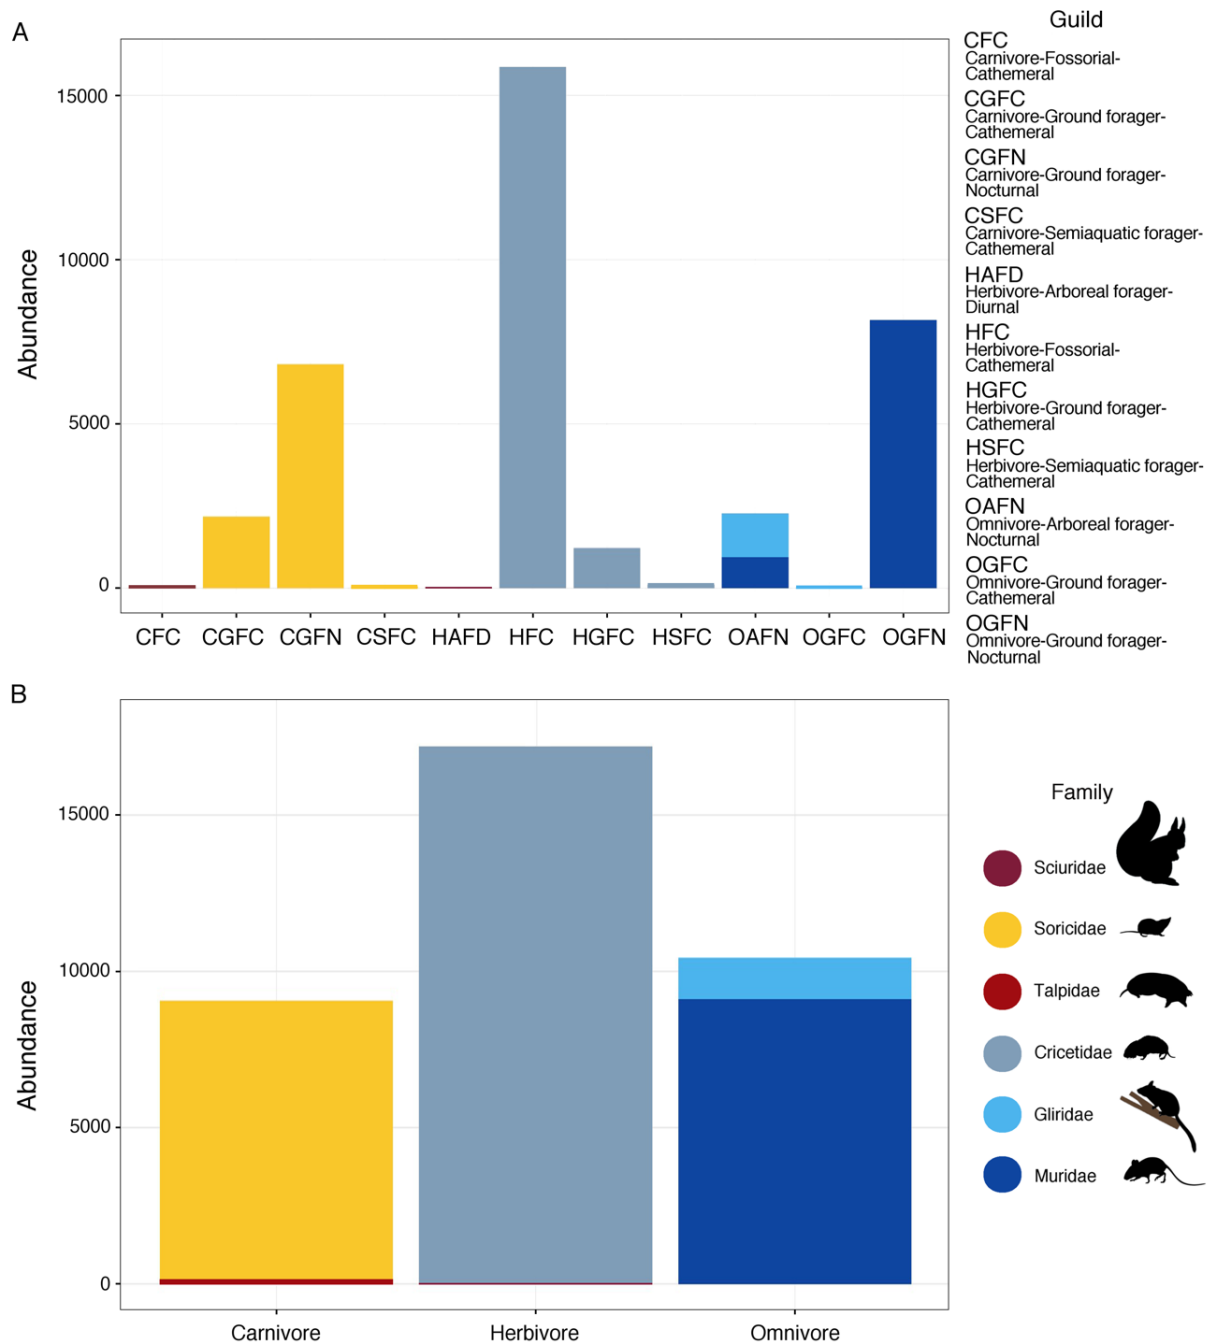 A
Guild
CFC
Carnivore-Fossorial-
Cathemeral
CGFC
Carnivore-Ground forager-
Cathemeral
CGFN
Carnivore-Ground forager-
Nocturnal
CSFC
Carnivore-Semiaquatic forager-
Cathemeral
HAFD
Herbivore-Arboreal forager-
Diurnal
HFC
Herbivore-Fossorial-
Cathemeral
HGFC
Herbivore-Ground forager-
Cathemeral
HSFC
Herbivore-Semiaquatic forager-
Cathemeral
OAFN
Omnivore-Arboreal forager-
Nocturnal
OGFC
Omnivore-Ground forager-
Cathemeral
OGFN
Omnivore-Ground forager-
Nocturnal
Abundance
15000
10000
5000
0
CFC CGFC CGFN CSFC HAFD HFC HGFC HSFC OAFN OGFC OGFN
B
Abundance
15000
10000
5000
0
Carnivore Herbivore Omnivore
Family
Sciuridae
Soricidae
Talpidae
Cricetidae
Gliridae
Muridae